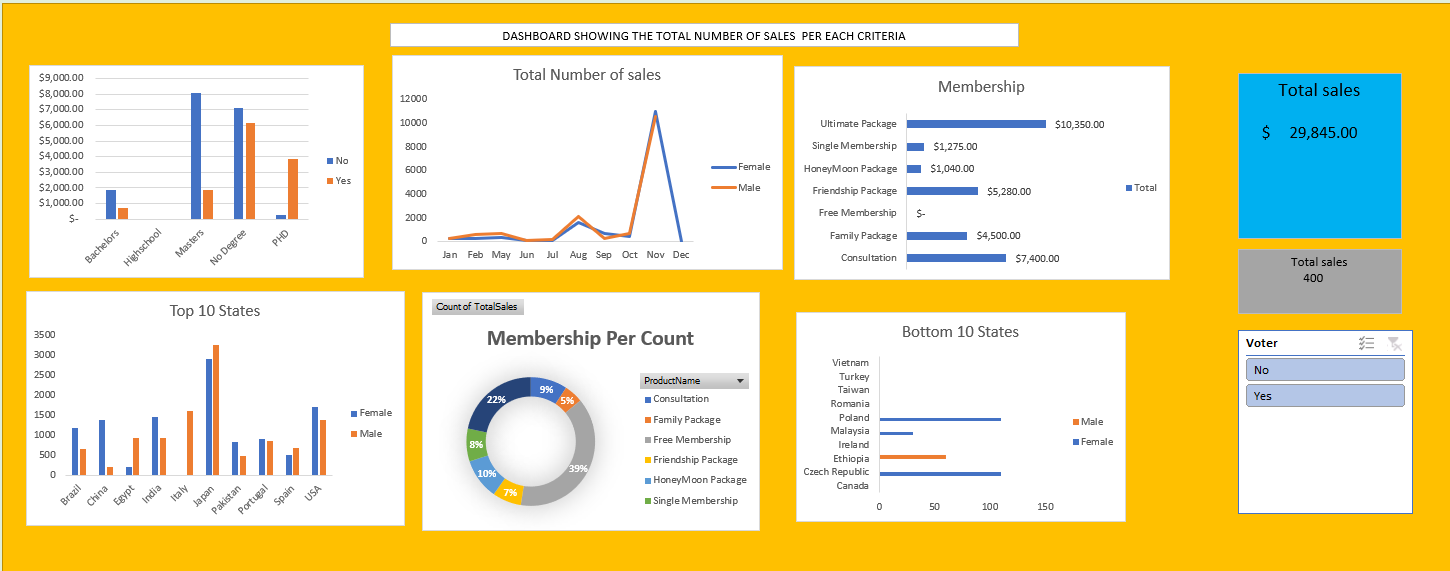 DASHBOARD SHOWING THE TOTAL NUMBER OF SALES  PER EACH CRITERIA
$9,000.00
$8,000.00
$7,000.00
$6,000.00
$5,000.00
$4,000.00
$3,000.00
$2,000.00
$1,000.00
$-
Bachelors
Highschool
Masters
No Degree
PHD
No
Yes
Total Number of sales
12000
10000
8000
6000
4000
2000
0
Jan Feb May Jun Jul Aug Sep Oct Nov Dec
Female
Male
Membership
Ultimate Package $10,350.00
Single Membership $1,275.00
HoneyMoon Package $1,040.00
Friendship Package $5,280.00
Free Membership $-
Family Package $4,500.00
Consultation $7,400.00
Total
Total sales
$ 29,845.00
Total sales
400
Top 10 States
3500
3000
2500
2000
1500
1000
500
0
Brazil
China
Egypt
India
Italy
Japan
Pakistan
Portugal
Spain
USA
Female
Male
Count of TotalSales
Membership Per Count
9%
5%
39%
7%
10%
8%
22%
ProductName
Consultation
Family Package
Free Membership
Friendship Package
HoneyMoon Package
Single Membership
Bottom 10 States
Vietnam
Turkey
Taiwan
Romania
Poland
Malaysia
Ireland
Ethiopia
Czech Republic
Canada
0 50 100 150
Male
Female
Voter
No
Yes